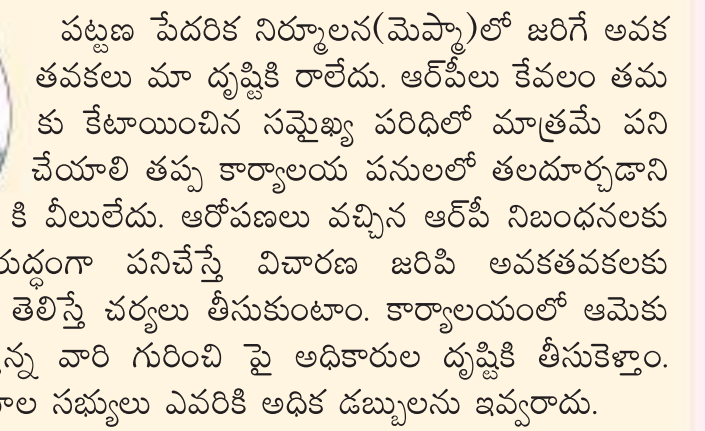 పట్టణ పేదరిక నిర్మూలన(మెప్మా)లో జరిగే అవక
తవకలు మా దృష్టికి రాలేదు. ఆర్‌పీలు కేవలం తమ
కు కేటాయించిన సమైఖ్య పరిధిలో మాత్రమే పని
చేయాలి తప్ప కార్యాలయ పనులలో తలదూర్చడాని
కి వీలులేదు. ఆరోపణలు వచ్చిన ఆర్‌పీ నిబంధనలకు
పనిచేస్తే విచారణ జరిపి అవకతవకలకు
తెలిస్తే చర్యలు తీసుకుంటాం. కార్యాలయంలో ఆమెకు
వారి గురించి పై అధికారుల దృష్టికి తీసుకెళ్తాం.
సభ్యులు ఎవరికి అధిక డబ్బులను ఇవ్వరాదు.